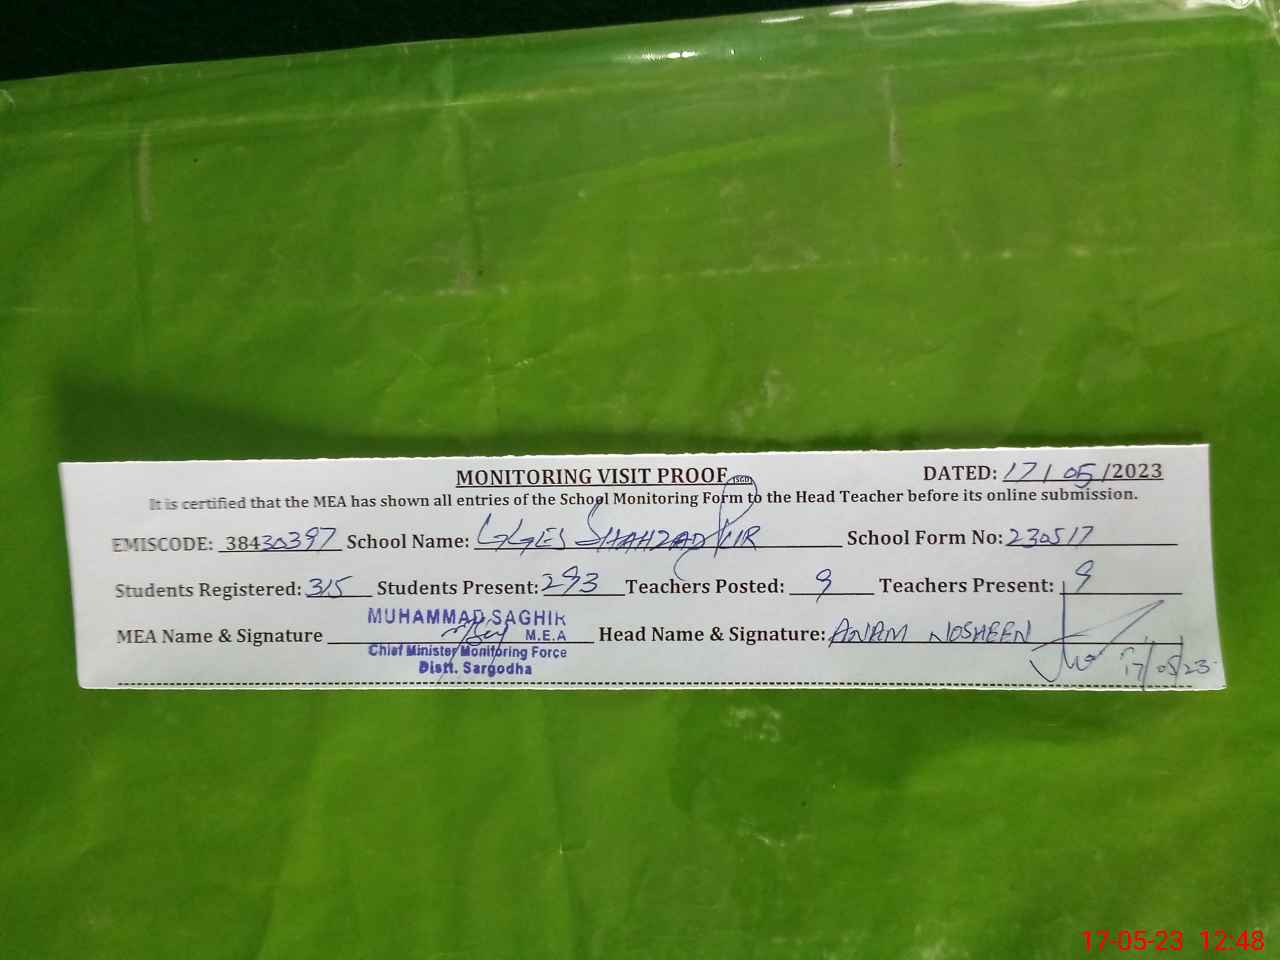 MONITORING VISIT PROOF (SGD) DATED: 17/05/2023
It is certified that the MEA has shown all entries of the School Monitoring Form to the Head Teacher before its online submission.
EMISCODE: 38430397 School Name: GGES SHAHZADPUR School Form No: 230517
Students Registered: 315 Students Present: 293 Teachers Posted: 9 Teachers Present: 9
MUHAMMAD SAGHIR
MEA Name & Signature M.E.A Head Name & Signature: ANAM NOSHEEN
Chief Minister Monitoring Force
Distt. Sargodha
17/05/23
17-05-23 12:48